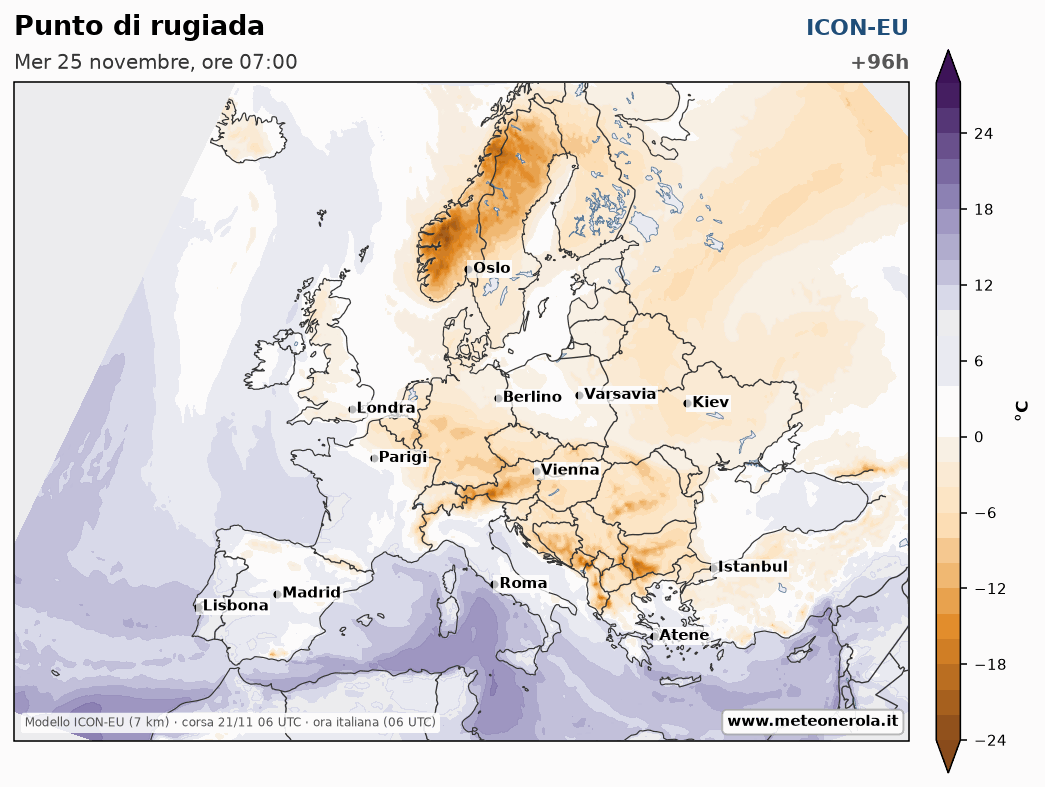 Punto di rugiada
ICON-EU
Mer 25 novembre, ore 07:00
+96h
Oslo
Berlino
Varsavia
Londra
Kiev
Parigi
Vienna
Istanbul
Roma
Madrid
Lisbona
Atene
Modello ICON-EU (7 km) · corsa 21/11 06 UTC · ora italiana (06 UTC)
www.meteonerola.it
24
18
12
6
0
−6
−12
−18
−24
°C